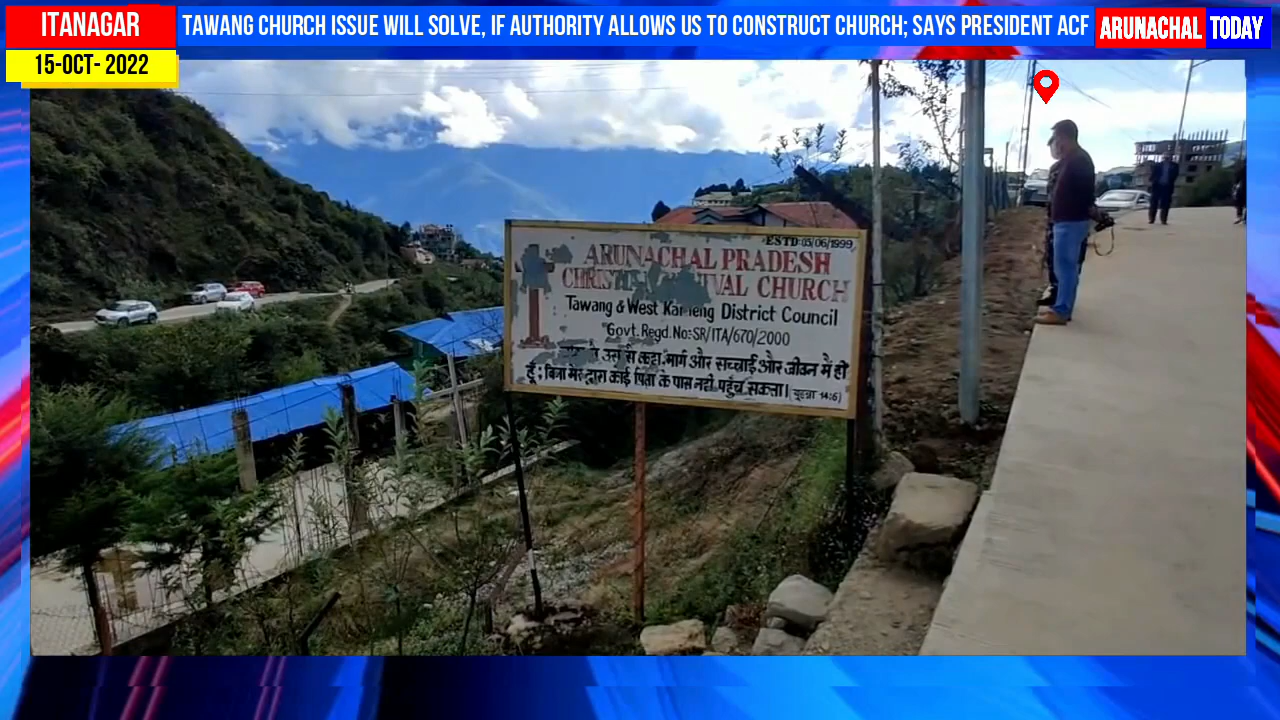 ITANAGAR
TAWANG CHURCH ISSUE WILL SOLVE, IF AUTHORITY ALLOWS US TO CONSTRUCT CHURCH; SAYS PRESIDENT ACF
ARUNACHAL TODAY
15-OCT- 2022
ESTD:05/06/1999
ARUNACHAL PRADESH
CHURCH
Tawang & West Kameng District Council
Govt. Regd. No:-SR/ITA/670/2000
उस से कहा, मार्ग और सच्चाई और जीवन मैं ही
हूँ; बिना मेरे द्वारा कोई पिता के पास नहीं पहुँच सकता। (यूहन्ना 14:6)